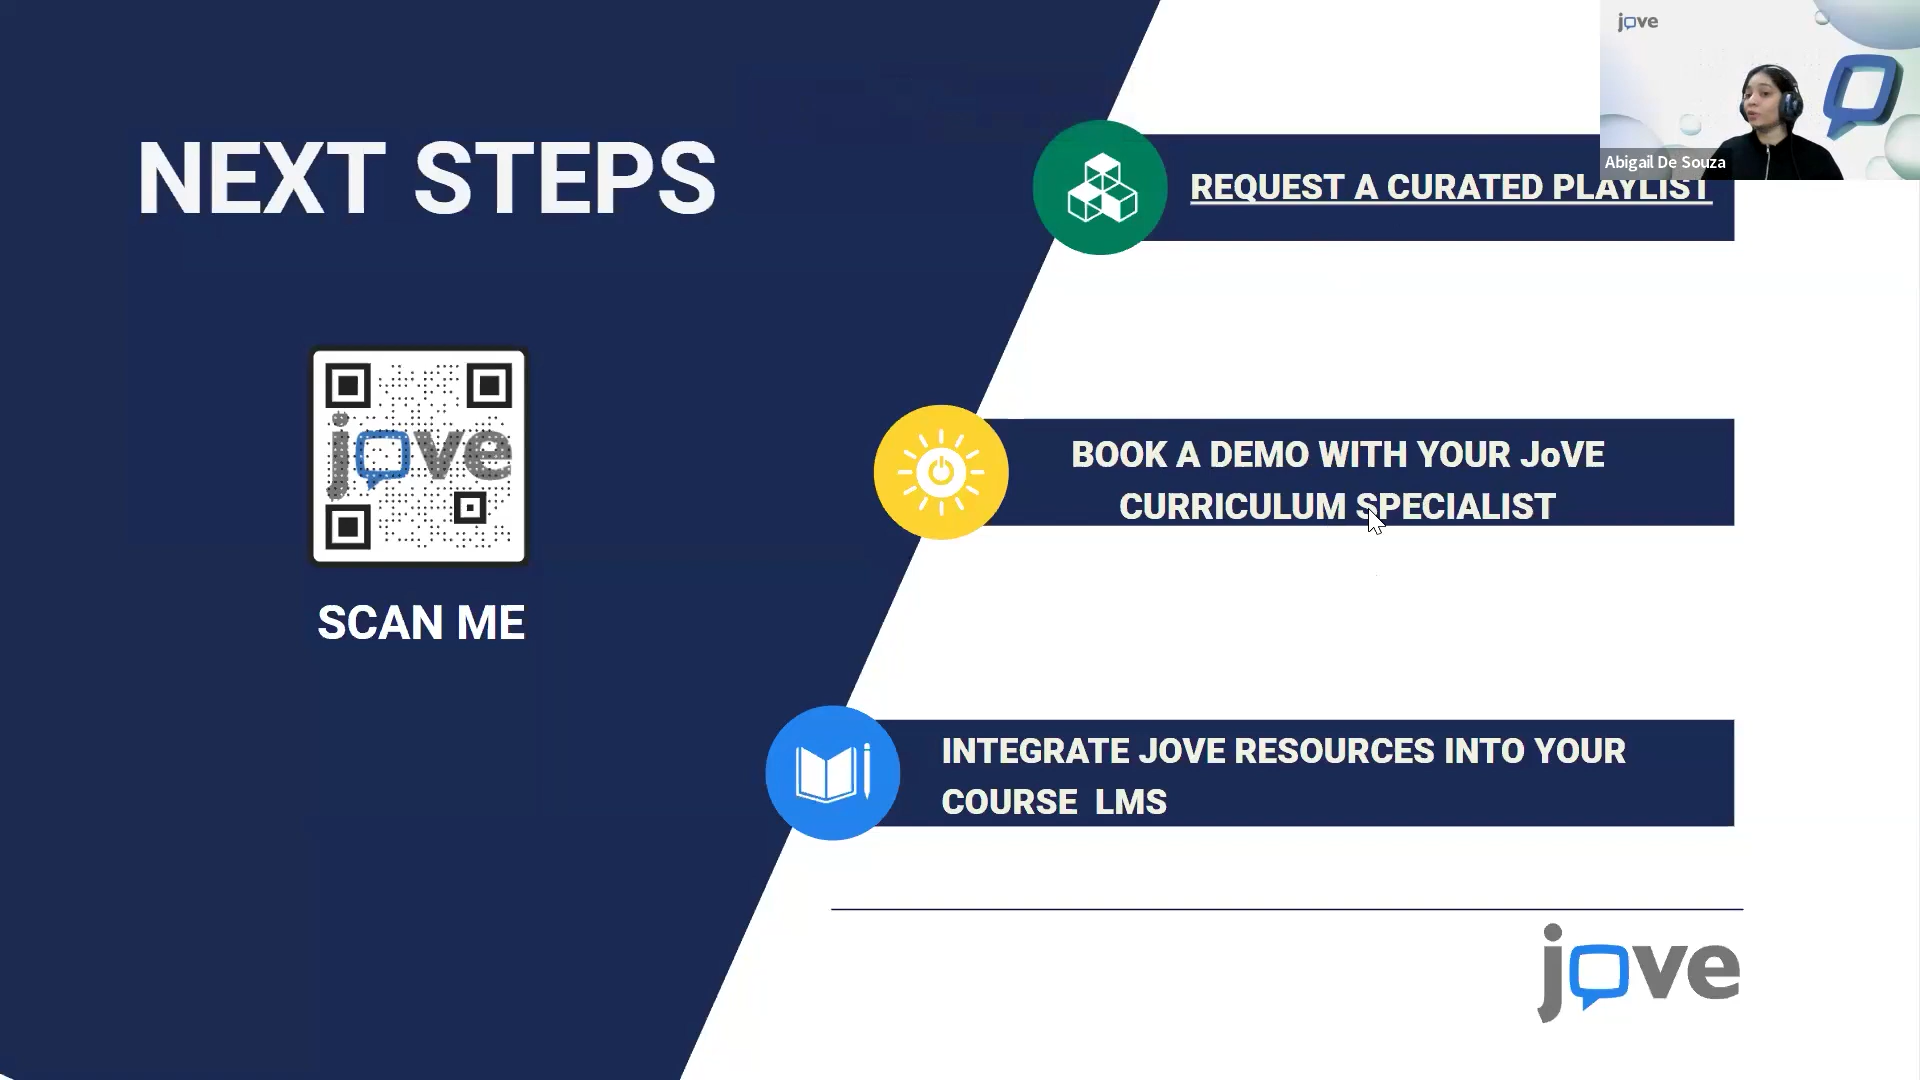 jove
Abigail De Souza
NEXT STEPS
REQUEST A CURATED PLAYLIST
jove
SCAN ME
BOOK A DEMO WITH YOUR JoVE
CURRICULUM SPECIALIST
INTEGRATE JOVE RESOURCES INTO YOUR
COURSE LMS
jove